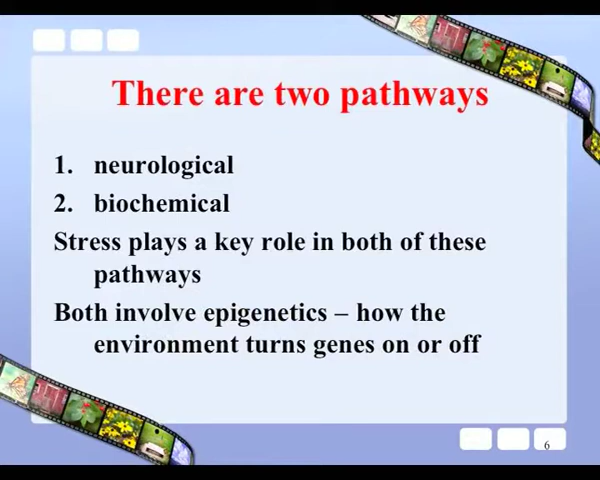 There are two pathways
1. neurological
2. biochemical
Stress plays a key role in both of these
pathways
Both involve epigenetics – how the
environment turns genes on or off
6